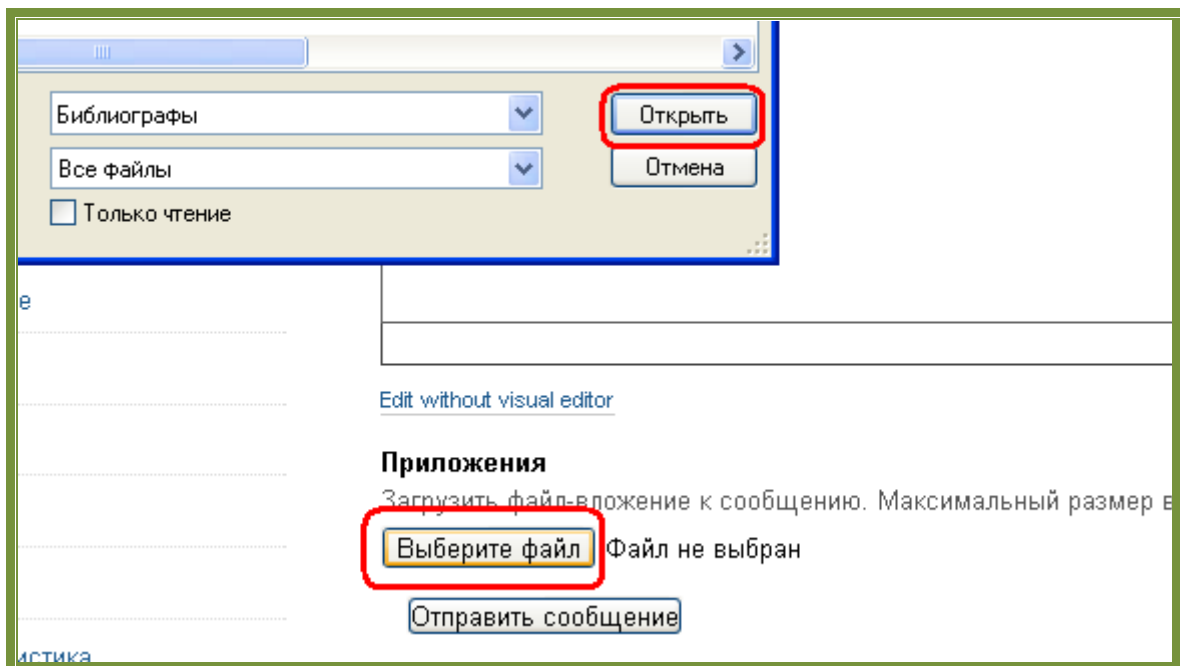 Библиографы
Открыть
Все файлы
Отмена
Только чтение
е
Edit without visual editor
Приложения
Загрузить файл-вложение к сообщению. Максимальный размер в
Выберите файл Файл не выбран
Отправить сообщение
истика